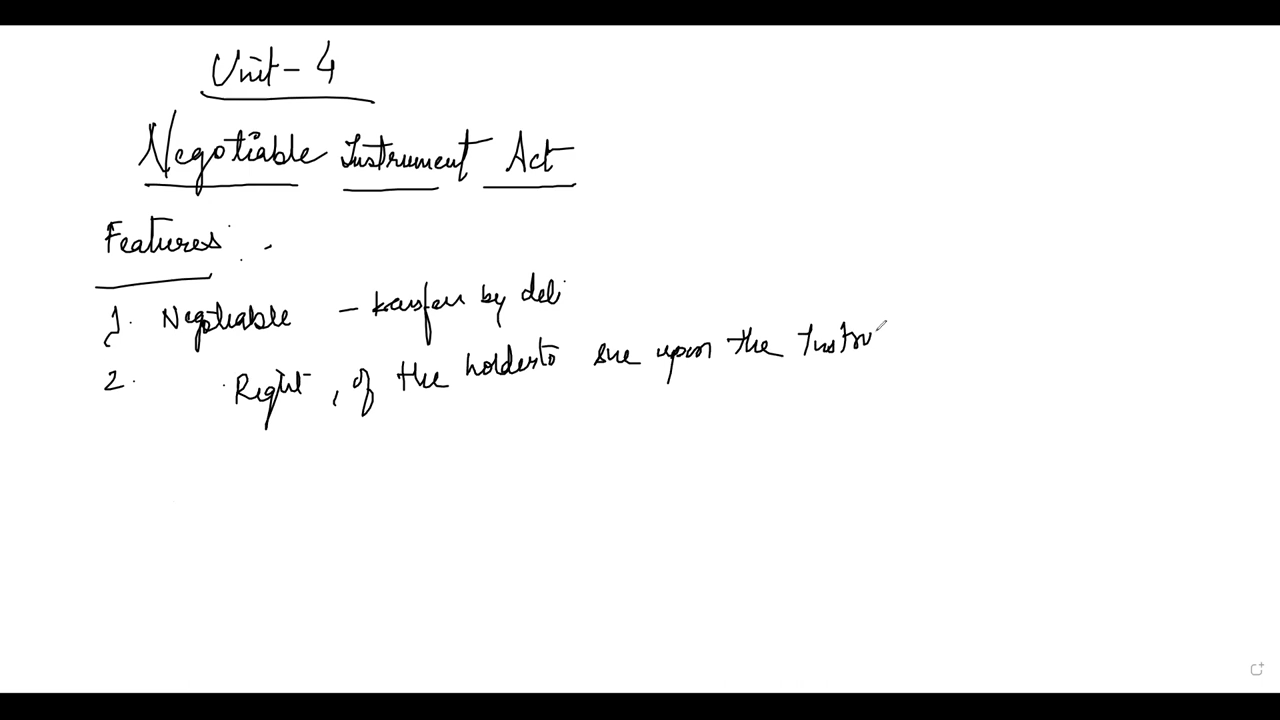 Unit - 4
Negotiable Instrument Act
Features :
1. Negotiable - transfer by deli
2. Right, of the holder to sue upon the Instru